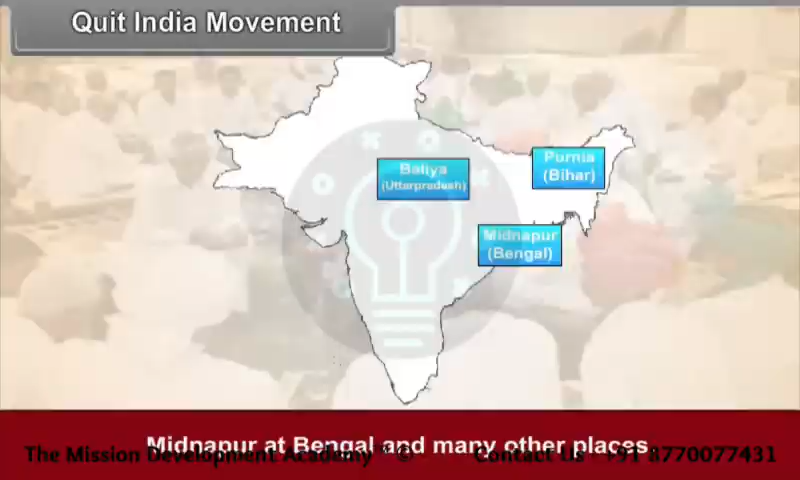 Quit India Movement
Baliya
(Uttarpradesh)
Purnia
(Bihar)
Midnapur
(Bengal)
Midnapur at Bengal and many other places.
The Mission Development Academy ® © Contact Us - +91 8770077431